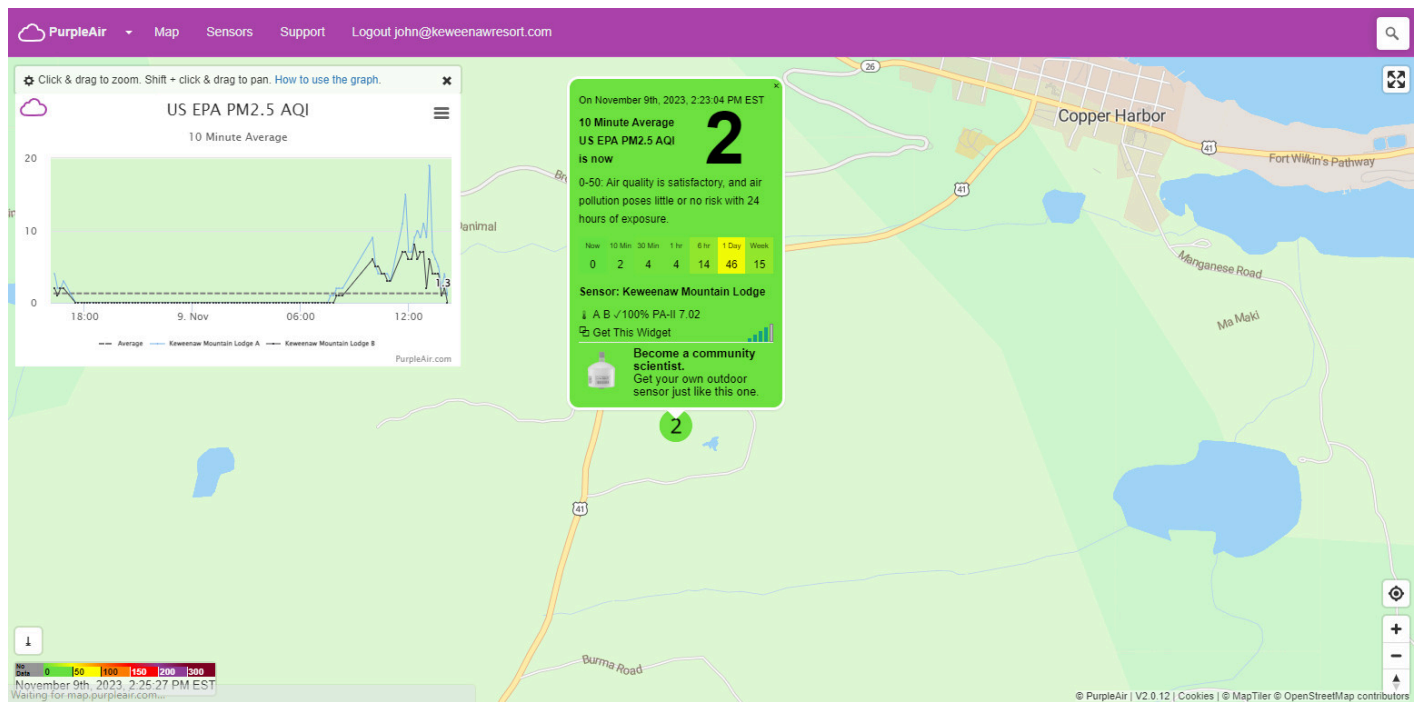 PurpleAir Map Sensors Support Logout john@keweenawresort.com
Click & drag to zoom. Shift + click & drag to pan. How to use the graph.
US EPA PM2.5 AQI
10 Minute Average
20
10
0
18:00 9. Nov 06:00 12:00
1.3
Average Keweenaw Mountain Lodge A Keweenaw Mountain Lodge B
PurpleAir.com
On November 9th, 2023, 2:23:04 PM EST
10 Minute Average
US EPA PM2.5 AQI
is now
2
0-50: Air quality is satisfactory, and air
pollution poses little or no risk with 24
hours of exposure.
Now 10 Min 30 Min 1 hr 6 hr 1 Day Week
0 2 4 4 14 46 15
Sensor: Keweenaw Mountain Lodge
A B ✓100% PA-II 7.02
Get This Widget
Become a community
scientist.
Get your own outdoor
sensor just like this one.
2
26
Copper Harbor
41
Fort Wilkin's Pathway
41
Manganese Road
Ma Maki
41
Burma Road
No
Data 0 50 100 150 200 300
November 9th, 2023, 2:25:27 PM EST
Waiting for map.purpleair.com...
© PurpleAir | V2.0.12 | Cookies | © MapTiler © OpenStreetMap contributors